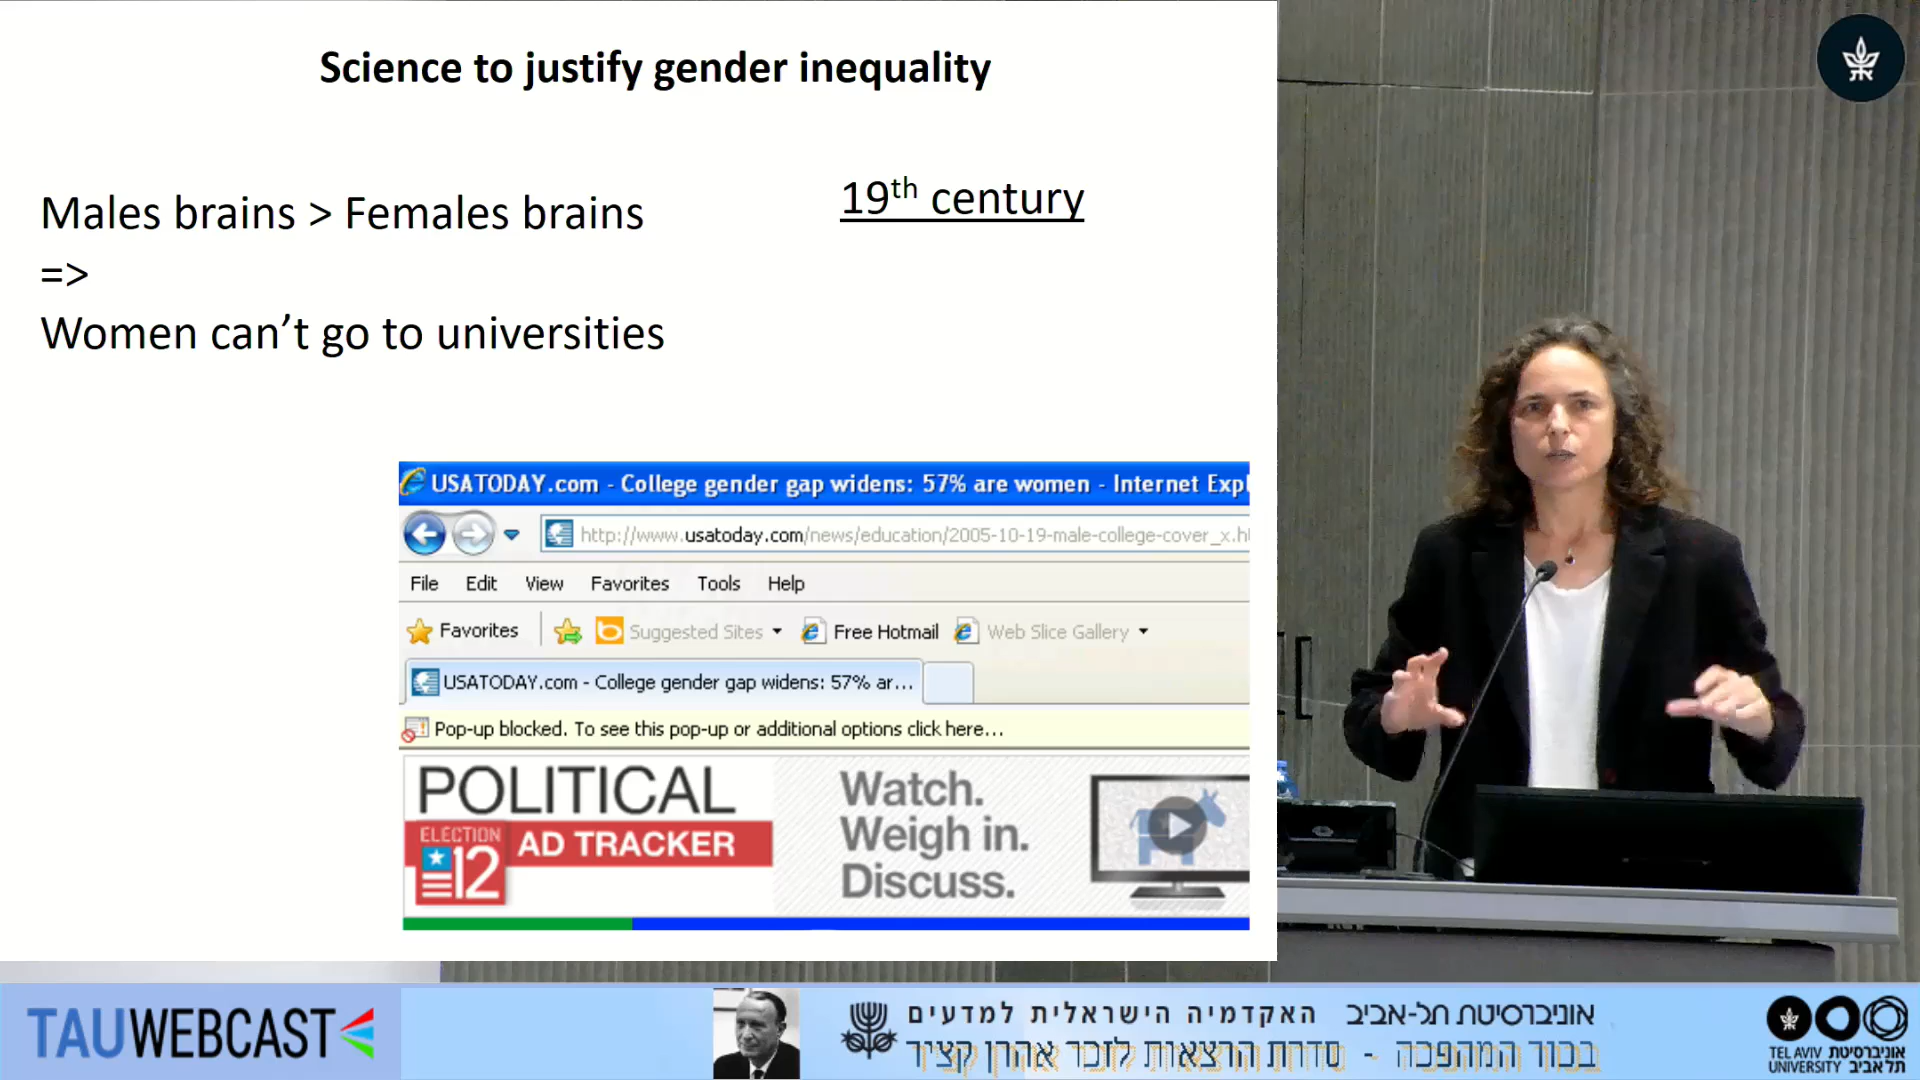 Science to justify gender inequality
Males brains > Females brains
=>
Women can't go to universities
19th century
USATODAY.com - College gender gap widens: 57% are women - Internet Expl
http://www.usatoday.com/news/education/2005-10-19-male-college-cover_x.h
File Edit View Favorites Tools Help
Favorites Suggested Sites Free Hotmail Web Slice Gallery
USATODAY.com - College gender gap widens: 57% ar...
Pop-up blocked. To see this pop-up or additional options click here...
POLITICAL
ELECTION
12
AD TRACKER
Watch.
Weigh in.
Discuss.
TAUWEBCAST
האקדמיה הישראלית למדעים אוניברסיטת תל-אביב
בכור המהפכה - סדרת הרצאות לזכר אהרן קציר
TEL AVIV אוניברסיטת
UNIVERSITY תל אביב